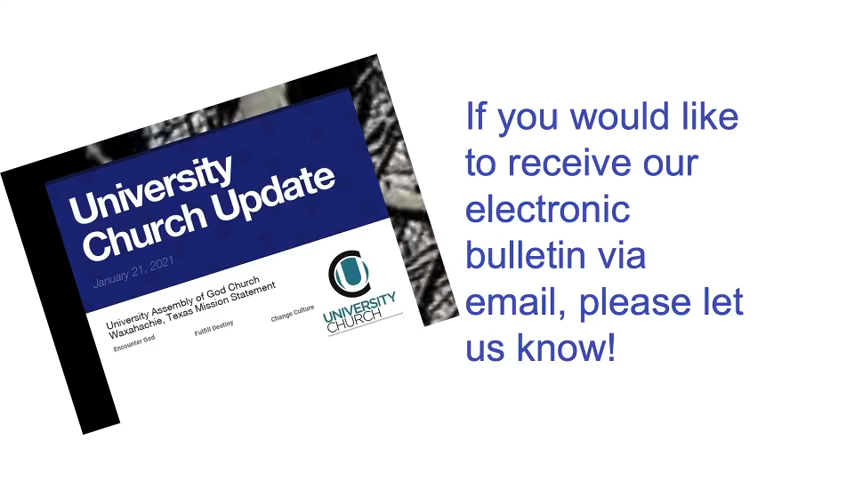 University
Church Update
January 21, 2021
University Assembly of God Church
Waxahachie, Texas Mission Statement
Encounter God
Fulfill Destiny
Change Culture
UNIVERSITY
CHURCH
If you would like
to receive our
electronic
bulletin via
email, please let
us know!